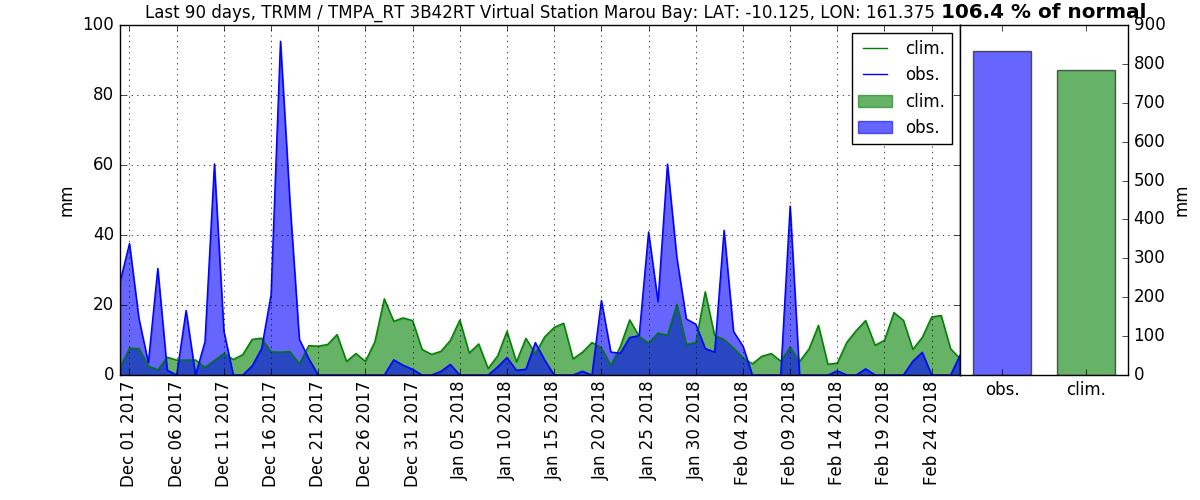 Last 90 days, TRMM / TMPA_RT 3B42RT Virtual Station Marou Bay: LAT: -10.125, LON: 161.375 106.4 % of normal
100
80
60
40
20
0
mm
clim.
obs.
clim.
obs.
900
800
700
600
500
400
300
200
100
0
mm
obs.
clim.
Dec 01 2017
Dec 06 2017
Dec 11 2017
Dec 16 2017
Dec 21 2017
Dec 26 2017
Dec 31 2017
Jan 05 2018
Jan 10 2018
Jan 15 2018
Jan 20 2018
Jan 25 2018
Jan 30 2018
Feb 04 2018
Feb 09 2018
Feb 14 2018
Feb 19 2018
Feb 24 2018